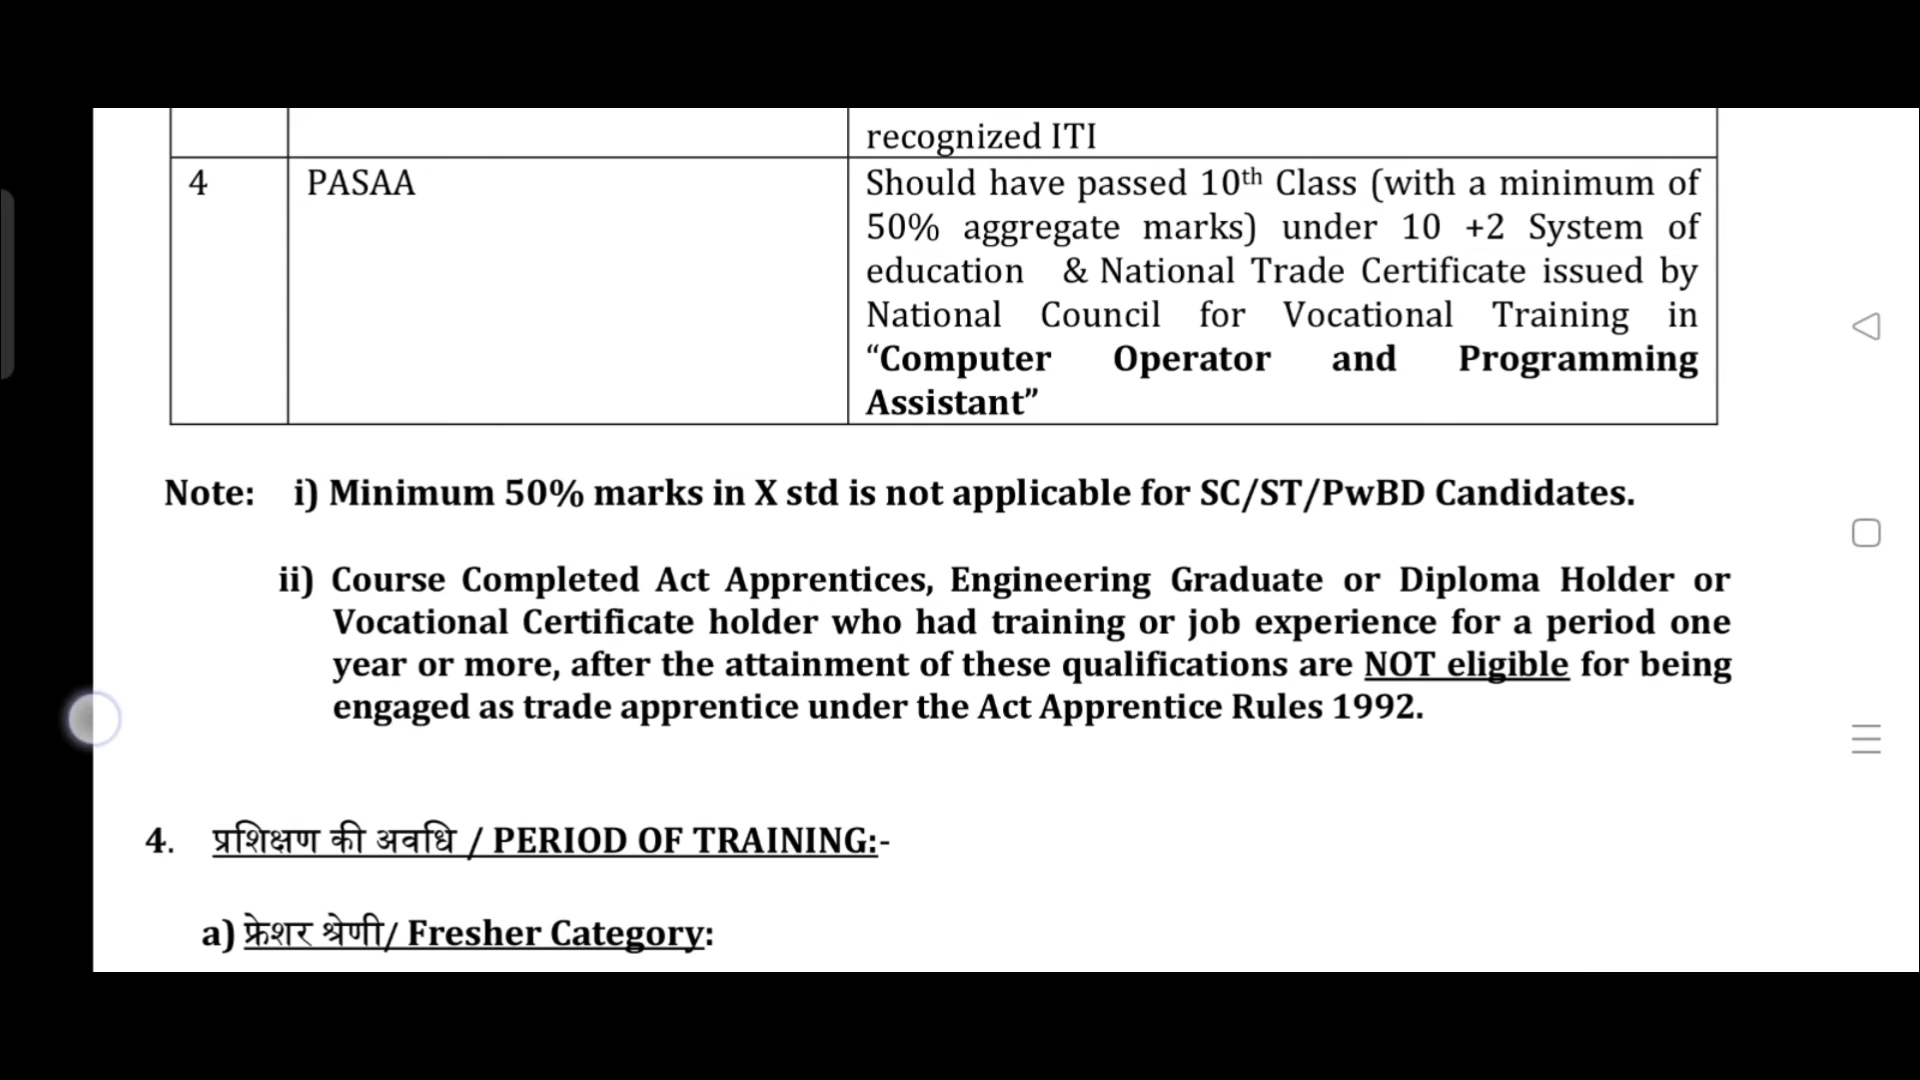 recognized ITI
4 PASAA Should have passed 10th Class (with a minimum of
50% aggregate marks) under 10 +2 System of
education & National Trade Certificate issued by
National Council for Vocational Training in
“Computer Operator and Programming
Assistant”
Note: i) Minimum 50% marks in X std is not applicable for SC/ST/PwBD Candidates.
ii) Course Completed Act Apprentices, Engineering Graduate or Diploma Holder or
Vocational Certificate holder who had training or job experience for a period one
year or more, after the attainment of these qualifications are NOT eligible for being
engaged as trade apprentice under the Act Apprentice Rules 1992.
4. प्रशिक्षण की अवधि / PERIOD OF TRAINING:-
a) फ्रेशर श्रेणी/ Fresher Category: